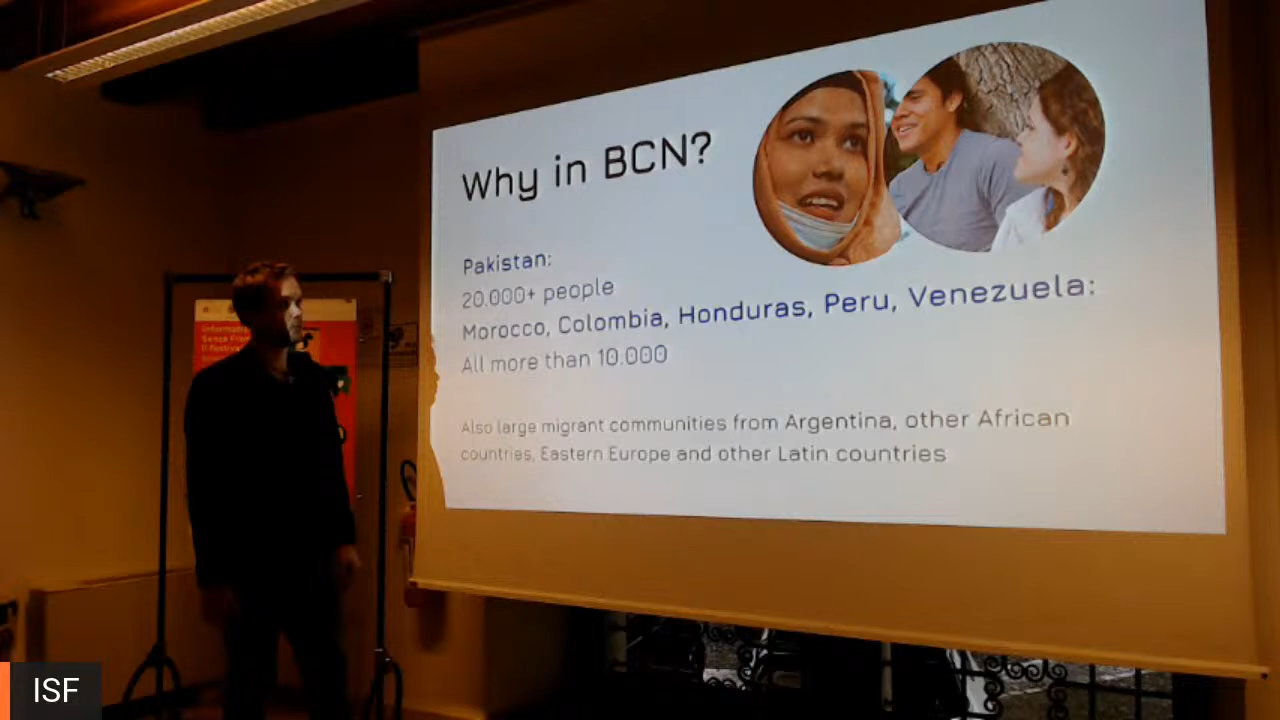 Why in BCN?
Pakistan:
20.000+ people
Morocco, Colombia, Honduras, Peru, Venezuela:
All more than 10.000
Also large migrant communities from Argentina, other African
countries, Eastern Europe and other Latin countries
ISF